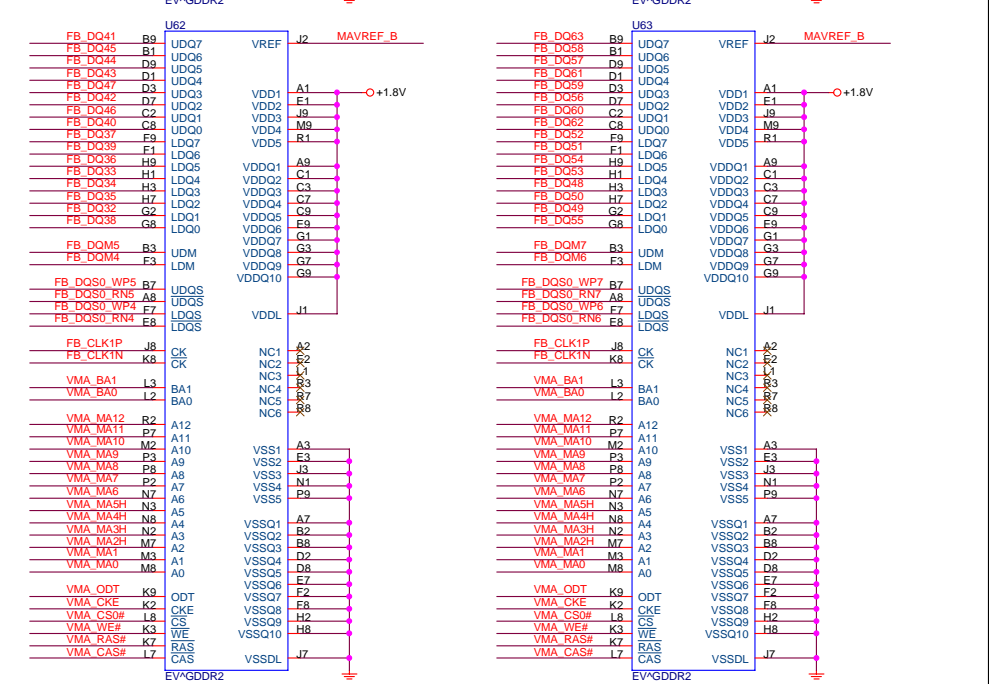 EV^GDDR2 EV^GDDR2
U62
FB_DQ41 B9 UDQ7 VREF J2 MAVREF_B
FB_DQ45 B1 UDQ6
FB_DQ44 D9 UDQ5
FB_DQ43 D1 UDQ4
FB_DQ47 D3 UDQ3 VDD1 A1 +1.8V
FB_DQ42 D7 UDQ2 VDD2 E1
FB_DQ46 C2 UDQ1 VDD3 J9
FB_DQ40 C8 UDQ0 VDD4 M9
FB_DQ37 F9 LDQ7 VDD5 R1
FB_DQ39 F1 LDQ6
FB_DQ36 H9 LDQ5 VDDQ1 A9
FB_DQ33 H1 LDQ4 VDDQ2 C1
FB_DQ34 H3 LDQ3 VDDQ3 C3
FB_DQ35 H7 LDQ2 VDDQ4 C7
FB_DQ32 G2 LDQ1 VDDQ5 C9
FB_DQ38 G8 LDQ0 VDDQ6 E9
VDDQ7 G1
FB_DQM5 B3 UDM VDDQ8 G3
FB_DQM4 F3 LDM VDDQ9 G7
VDDQ10 G9
FB_DQS0_WP5 B7 UDQS
FB_DQS0_RN5 A8 UDQS
FB_DQS0_WP4 F7 LDQS VDDL J1
FB_DQS0_RN4 E8 LDQS
FB_CLK1P J8 CK NC1 A2
FB_CLK1N K8 CK NC2 E2
NC3 L1
VMA_BA1 L3 BA1 NC4 R3
VMA_BA0 L2 BA0 NC5 R7
NC6 R8
VMA_MA12 R2 A12
VMA_MA11 P7 A11
VMA_MA10 M2 A10 VSS1 A3
VMA_MA9 P3 A9 VSS2 E3
VMA_MA8 P8 A8 VSS3 J3
VMA_MA7 P2 A7 VSS4 N1
VMA_MA6 N7 A6 VSS5 P9
VMA_MA5H N3 A5
VMA_MA4H N8 A4 VSSQ1 A7
VMA_MA3H N2 A3 VSSQ2 B2
VMA_MA2H M7 A2 VSSQ3 B8
VMA_MA1 M3 A1 VSSQ4 D2
VMA_MA0 M8 A0 VSSQ5 D8
VSSQ6 E7
VMA_ODT K9 ODT VSSQ7 F2
VMA_CKE K2 CKE VSSQ8 F8
VMA_CS0# L8 CS VSSQ9 H2
VMA_WE# K3 WE VSSQ10 H8
VMA_RAS# K7 RAS
VMA_CAS# L7 CAS VSSDL J7
EV^GDDR2
U63
FB_DQ63 B9 UDQ7 VREF J2 MAVREF_B
FB_DQ58 B1 UDQ6
FB_DQ57 D9 UDQ5
FB_DQ61 D1 UDQ4
FB_DQ59 D3 UDQ3 VDD1 A1 +1.8V
FB_DQ56 D7 UDQ2 VDD2 E1
FB_DQ60 C2 UDQ1 VDD3 J9
FB_DQ62 C8 UDQ0 VDD4 M9
FB_DQ52 F9 LDQ7 VDD5 R1
FB_DQ51 F1 LDQ6
FB_DQ54 H9 LDQ5 VDDQ1 A9
FB_DQ53 H1 LDQ4 VDDQ2 C1
FB_DQ48 H3 LDQ3 VDDQ3 C3
FB_DQ50 H7 LDQ2 VDDQ4 C7
FB_DQ49 G2 LDQ1 VDDQ5 C9
FB_DQ55 G8 LDQ0 VDDQ6 E9
VDDQ7 G1
FB_DQM7 B3 UDM VDDQ8 G3
FB_DQM6 F3 LDM VDDQ9 G7
VDDQ10 G9
FB_DQS0_WP7 B7 UDQS
FB_DQS0_RN7 A8 UDQS
FB_DQS0_WP6 F7 LDQS VDDL J1
FB_DQS0_RN6 E8 LDQS
FB_CLK1P J8 CK NC1 A2
FB_CLK1N K8 CK NC2 E2
NC3 L1
VMA_BA1 L3 BA1 NC4 R3
VMA_BA0 L2 BA0 NC5 R7
NC6 R8
VMA_MA12 R2 A12
VMA_MA11 P7 A11
VMA_MA10 M2 A10 VSS1 A3
VMA_MA9 P3 A9 VSS2 E3
VMA_MA8 P8 A8 VSS3 J3
VMA_MA7 P2 A7 VSS4 N1
VMA_MA6 N7 A6 VSS5 P9
VMA_MA5H N3 A5
VMA_MA4H N8 A4 VSSQ1 A7
VMA_MA3H N2 A3 VSSQ2 B2
VMA_MA2H M7 A2 VSSQ3 B8
VMA_MA1 M3 A1 VSSQ4 D2
VMA_MA0 M8 A0 VSSQ5 D8
VSSQ6 E7
VMA_ODT K9 ODT VSSQ7 F2
VMA_CKE K2 CKE VSSQ8 F8
VMA_CS0# L8 CS VSSQ9 H2
VMA_WE# K3 WE VSSQ10 H8
VMA_RAS# K7 RAS
VMA_CAS# L7 CAS VSSDL J7
EV^GDDR2